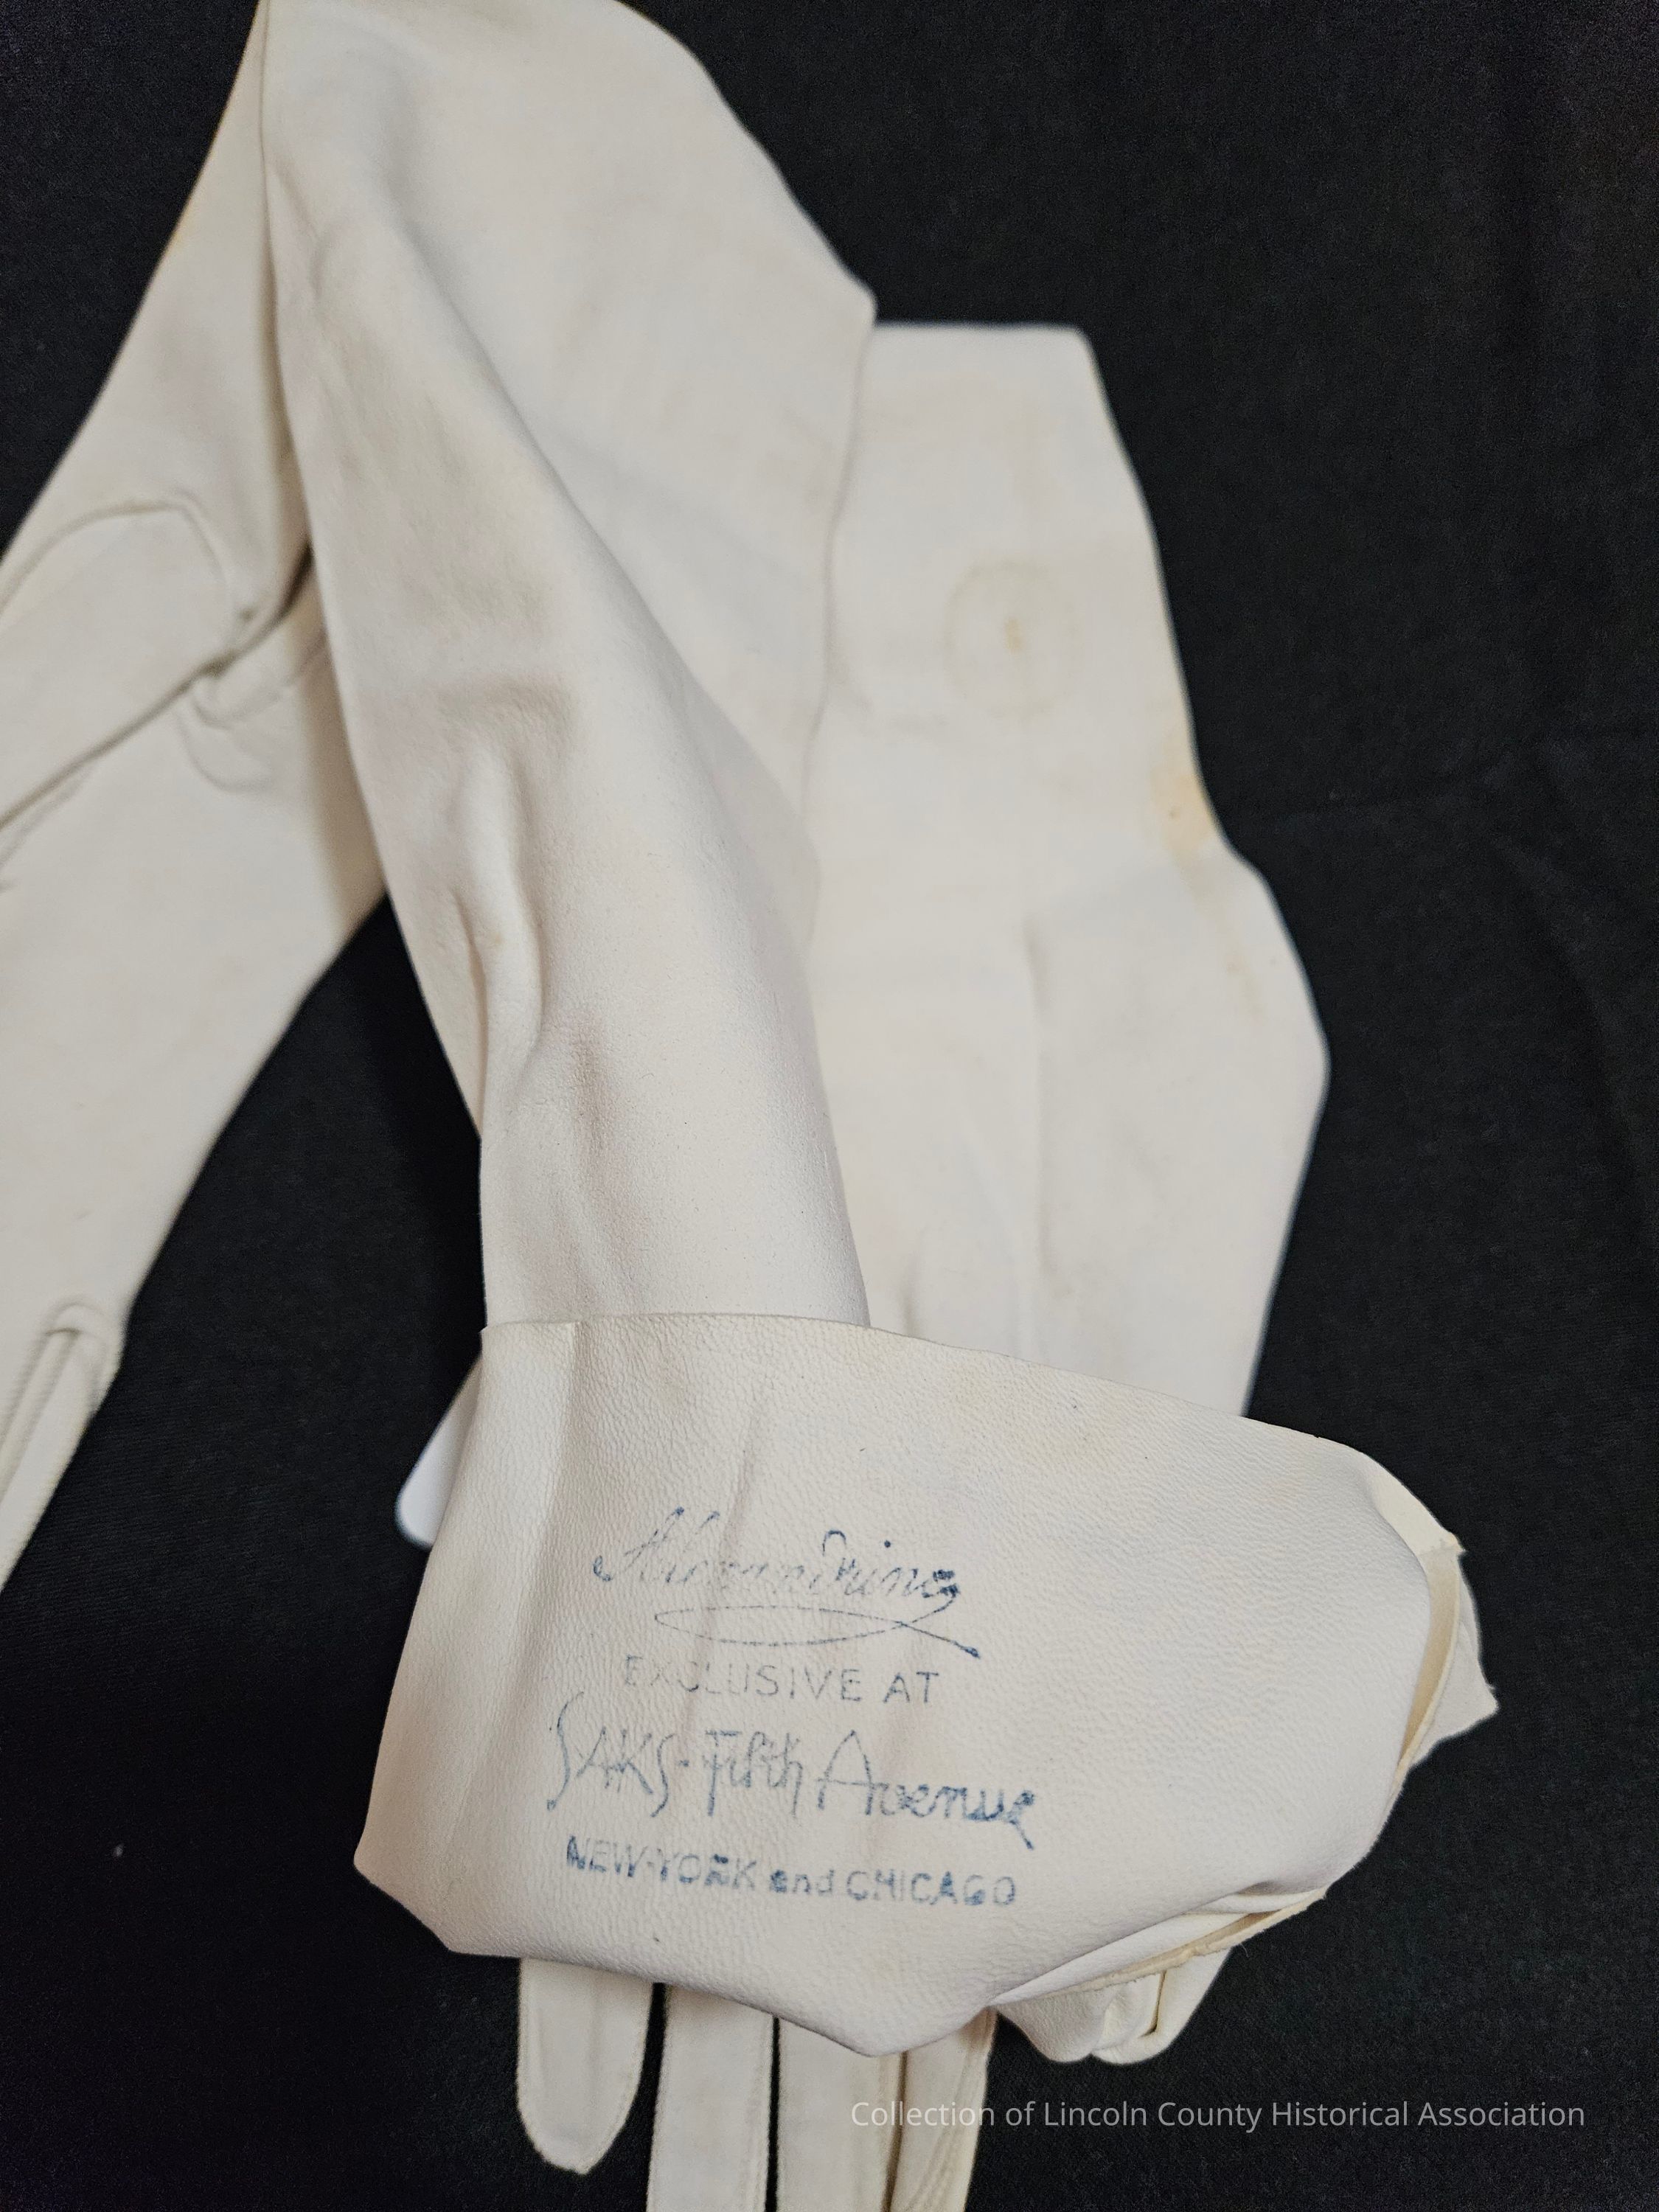 Alexandrine
EXCLUSIVE AT
SAKS-Fifth Avenue
NEW-YORK and CHICAGO
Collection of Lincoln County Historical Association